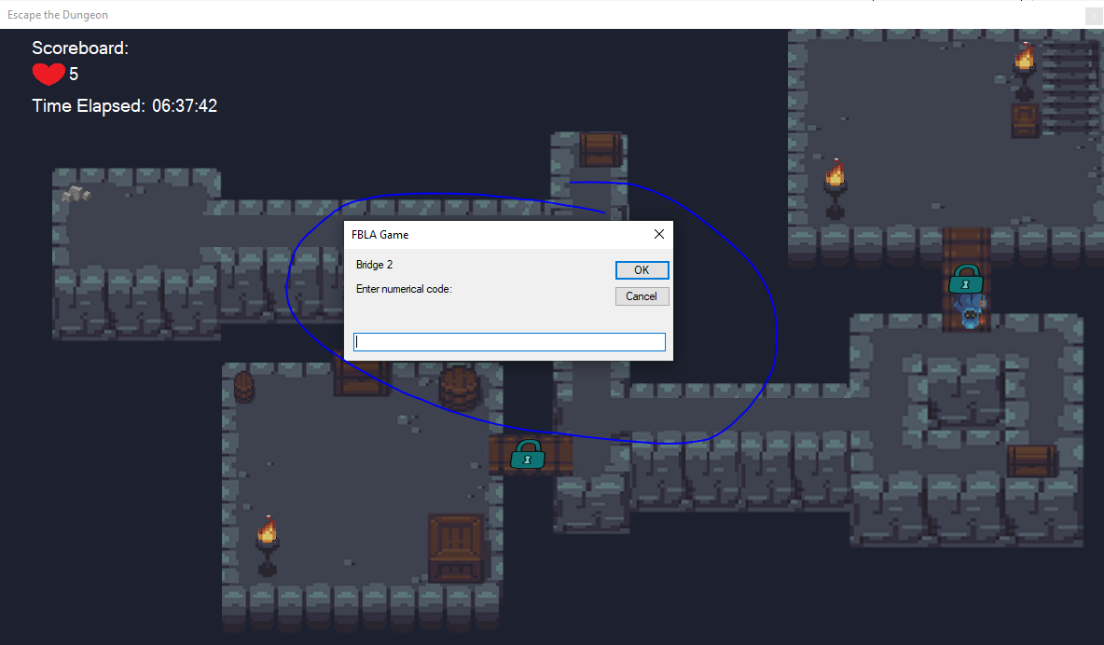 Escape the Dungeon
Scoreboard:
5
Time Elapsed: 06:37:42
FBLA Game
Bridge 2
Enter numerical code:
OK
Cancel